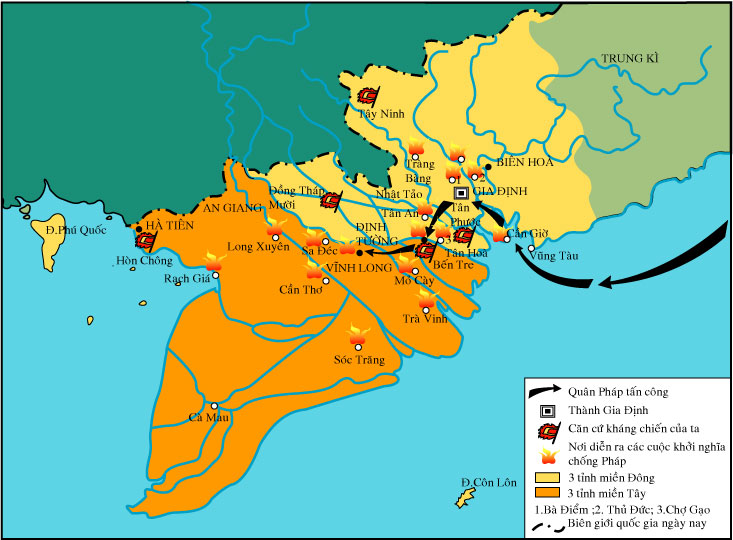 TRUNG KÌ
Tây Ninh
BIÊN HOÀ
Trảng
Bàng
1
2
GIA ĐỊNH
Nhật Tảo
Đồng Tháp
Mười
AN GIANG
Tân An
Tân
Phước
Đ.Phú Quốc
HÀ TIÊN
Hòn Chông
Long Xuyên
ĐỊNH
TƯỜNG
Sa Đéc
3
Tân Hòa
Cần Giờ
Vũng Tàu
VĨNH LONG
Bến Tre
Rạch Giá
Cần Thơ
Mỏ Cày
Trà Vinh
Sóc Trăng
Cà Mau
Đ.Côn Lôn
Quân Pháp tấn công
Thành Gia Định
Căn cứ kháng chiến của ta
Nơi diễn ra các cuộc khởi nghĩa
chống Pháp
3 tỉnh miền Đông
3 tỉnh miền Tây
1.Bà Điểm ;2. Thủ Đức; 3.Chợ Gạo
Biên giới quốc gia ngày nay